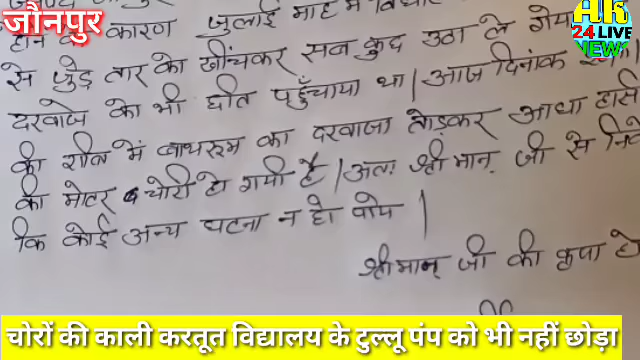 जौनपुर
AK
24 LIVE
NEWS
होने के कारण जुलाई माह में
से जुड़े तार को खींचकर सब कुछ उठा ले गये
दरवाजे को भी क्षति पहुँचाया था | आज दिनांक
की रात्रि में बाथरूम का दरवाजा तोड़कर आधा हार्स
की मोटर चोरी हो गयी है | अतः श्री मान् जी से
कि कोई अन्य घटना न हो पाये |
श्रीमान् जी की कृपा
चोरों की काली करतूत विद्यालय के टुल्लू पंप को भी नहीं छोड़ा